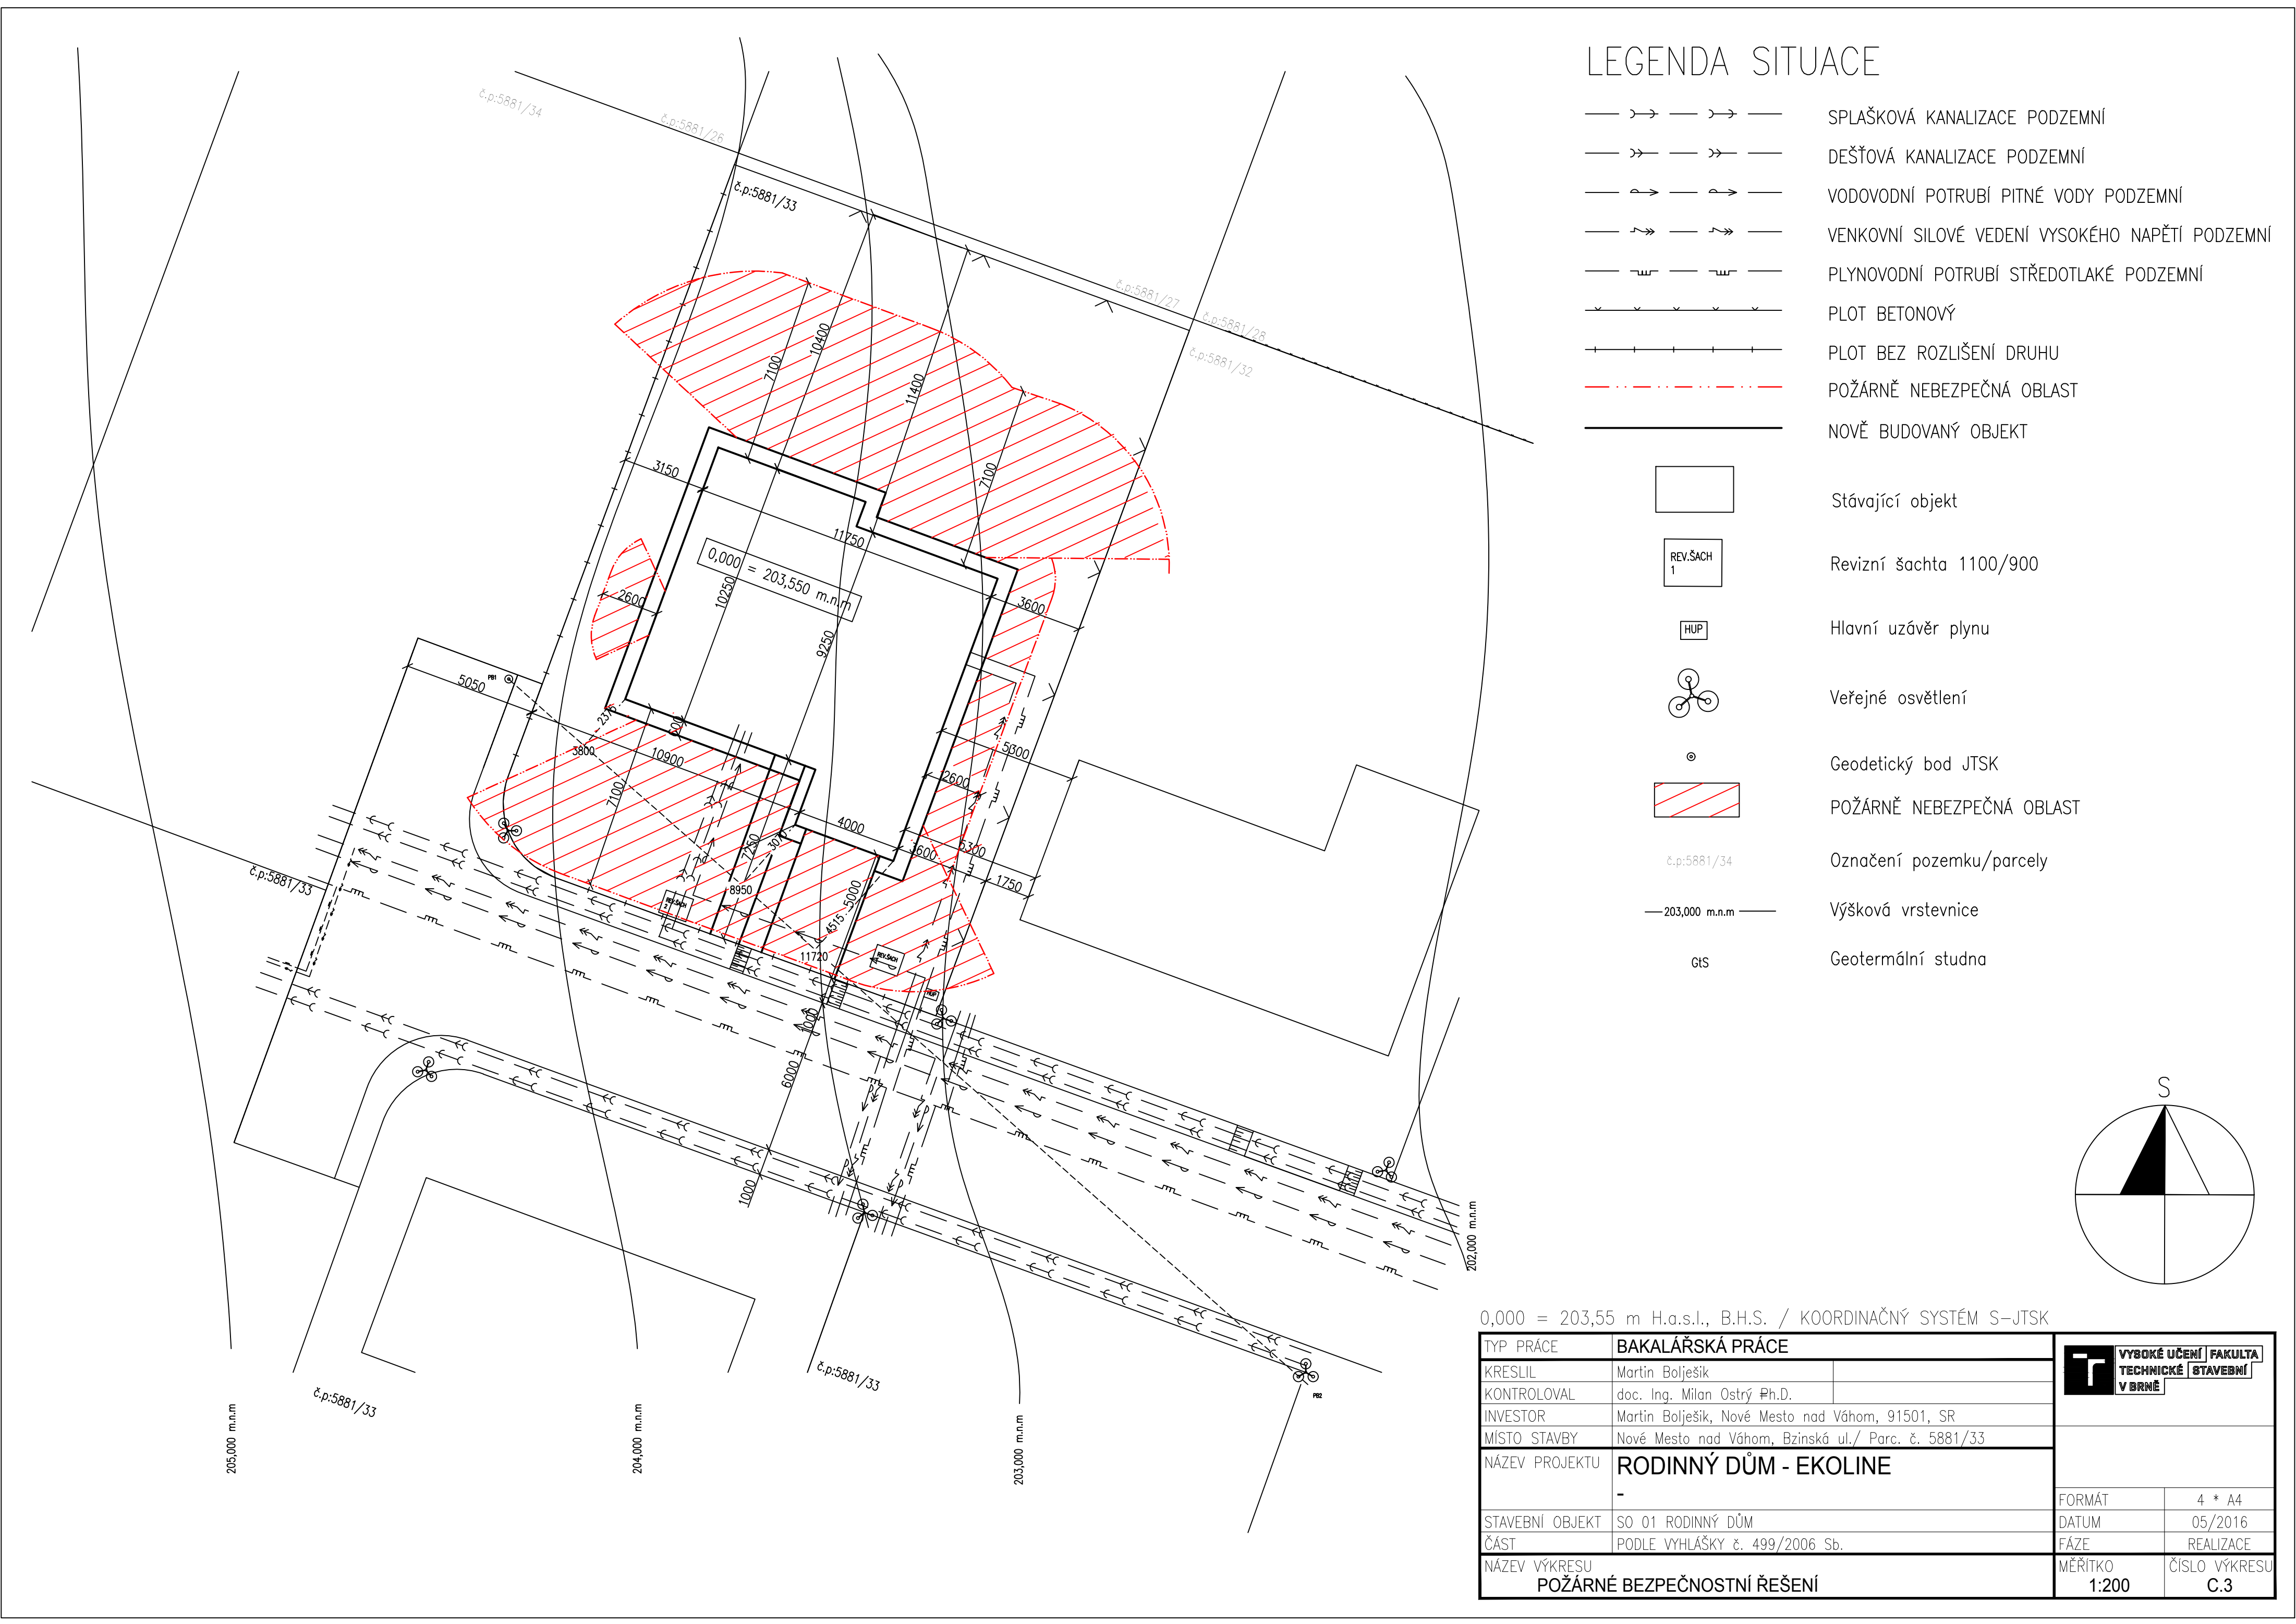 LEGENDA SITUACE
SPLAŠKOVÁ KANALIZACE PODZEMNÍ
DEŠŤOVÁ KANALIZACE PODZEMNÍ
VODOVODNÍ POTRUBÍ PITNÉ VODY PODZEMNÍ
VENKOVNÍ SILOVÉ VEDENÍ VYSOKÉHO NAPĚTÍ PODZEMNÍ
PLYNOVODNÍ POTRUBÍ STŘEDOTLAKÉ PODZEMNÍ
PLOT BETONOVÝ
PLOT BEZ ROZLIŠENÍ DRUHU
POŽÁRNĚ NEBEZPEČNÁ OBLAST
NOVĚ BUDOVANÝ OBJEKT
Stávající objekt
REV.ŠACH
1
Revizní šachta 1100/900
HUP
Hlavní uzávěr plynu
Veřejné osvětlení
Geodetický bod JTSK
POŽÁRNĚ NEBEZPEČNÁ OBLAST
č.p:5881/34
Označení pozemku/parcely
203,000 m.n.m
Výšková vrstevnice
GtS
Geotermální studna
S
č.p:5881/34
č.p:5881/26
č.p:5881/33
č.p:5881/27
č.p:5881/28
č.p:5881/32
10400
7100
11400
7100
3150
11750
0,000 = 203,550 m.n.m
10250
9250
2600
3600
5050
PB1
2375
600
3800
10900
7100
5300
2600
4000
7250
3070
3600
5300
1750
8950
5000
4515
REV.ŠACH
2
11720
REV.ŠACH
HUP
č.p:5881/33
1000
6000
1000
č.p:5881/33
č.p:5881/33
PB2
205,000 m.n.m
204,000 m.n.m
203,000 m.n.m
202,000 m.n.m
0,000 = 203,55 m H.a.s.l., B.H.S. / KOORDINAČNÝ SYSTÉM S-JTSK
TYP PRÁCE BAKALÁŘSKÁ PRÁCE
KRESLIL Martin Bolješik
KONTROLOVAL doc. Ing. Milan Ostrý Ph.D.
INVESTOR Martin Bolješik, Nové Mesto nad Váhom, 91501, SR
MÍSTO STAVBY Nové Mesto nad Váhom, Bzinská ul./ Parc. č. 5881/33
NÁZEV PROJEKTU RODINNÝ DŮM - EKOLINE
-
STAVEBNÍ OBJEKT SO 01 RODINNÝ DŮM
ČÁST PODLE VYHLÁŠKY č. 499/2006 Sb.
NÁZEV VÝKRESU
POŽÁRNÉ BEZPEČNOSTNÍ ŘEŠENÍ
VYSOKÉ UČENÍ FAKULTA
TECHNICKÉ STAVEBNÍ
V BRNĚ
FORMÁT 4 * A4
DATUM 05/2016
FÁZE REALIZACE
MĚŘÍTKO ČÍSLO VÝKRESU
1:200 C.3